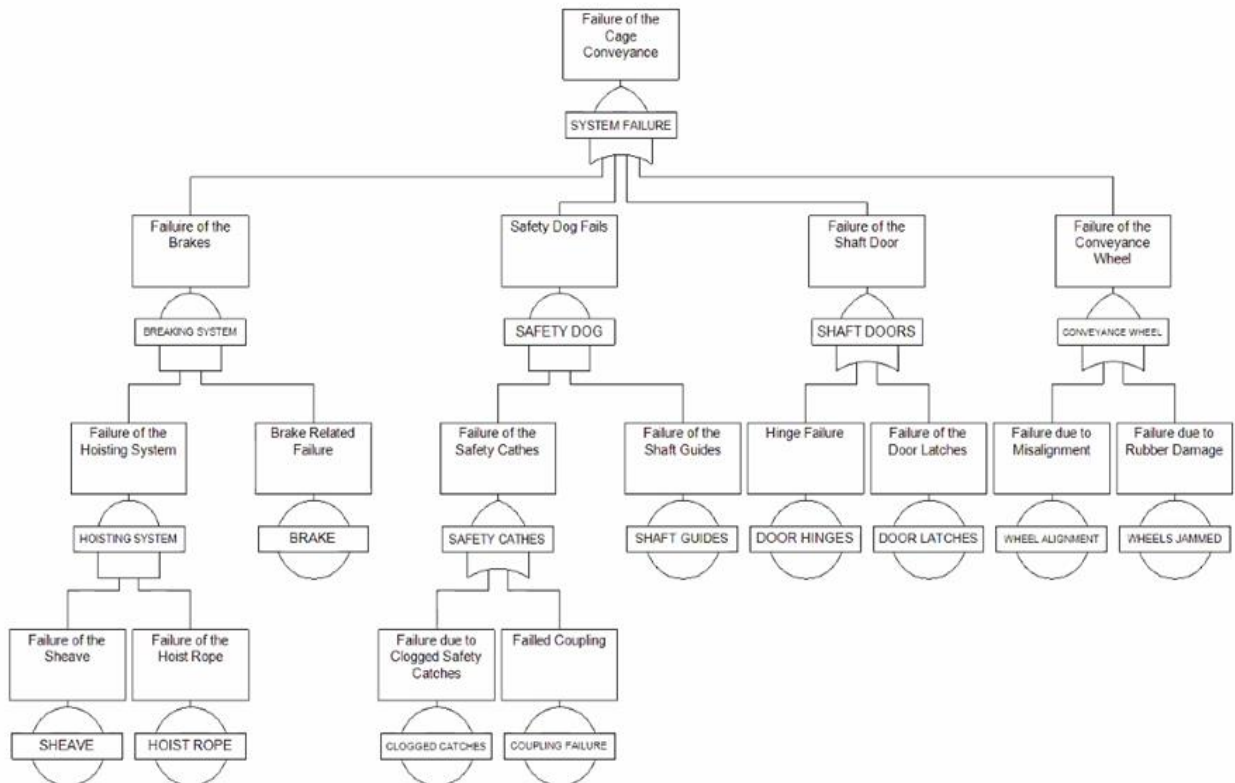 Failure of the
Cage
Conveyance
SYSTEM FAILURE
Failuire of the
Brakes
Safety Dog Fails
Failure of the
Shaft Door
Failure of the
Conveyance
Wheel
BREAKING SYSTEM
SAFETY DOG
SHAFT DOORS
CONVEYANCE WHEEL
Failure of the
Hoisting System
Brake Related
Failure
Failure of the
Safety Cathes
Failure of the
Shaft Guides
Hinge Failure
Failure of the
Door Latches
Failure due to
Misalignment
Failure due to
Rubber Damage
HOISTING SYSTEM
BRAKE
SAFETY CATHES
SHAFT GUIDES
DOOR HINGES
DOOR LATCHES
WHEEL ALIGNMENT
WHEELS JAMMED
Failure of the
Sheave
Failure of the
Hoist Rope
Failure due to
Clogged Safety
Catches
Failled Coupling
SHEAVE
HOIST ROPE
CLOGGED CATCHES
COUPLING FAILURE